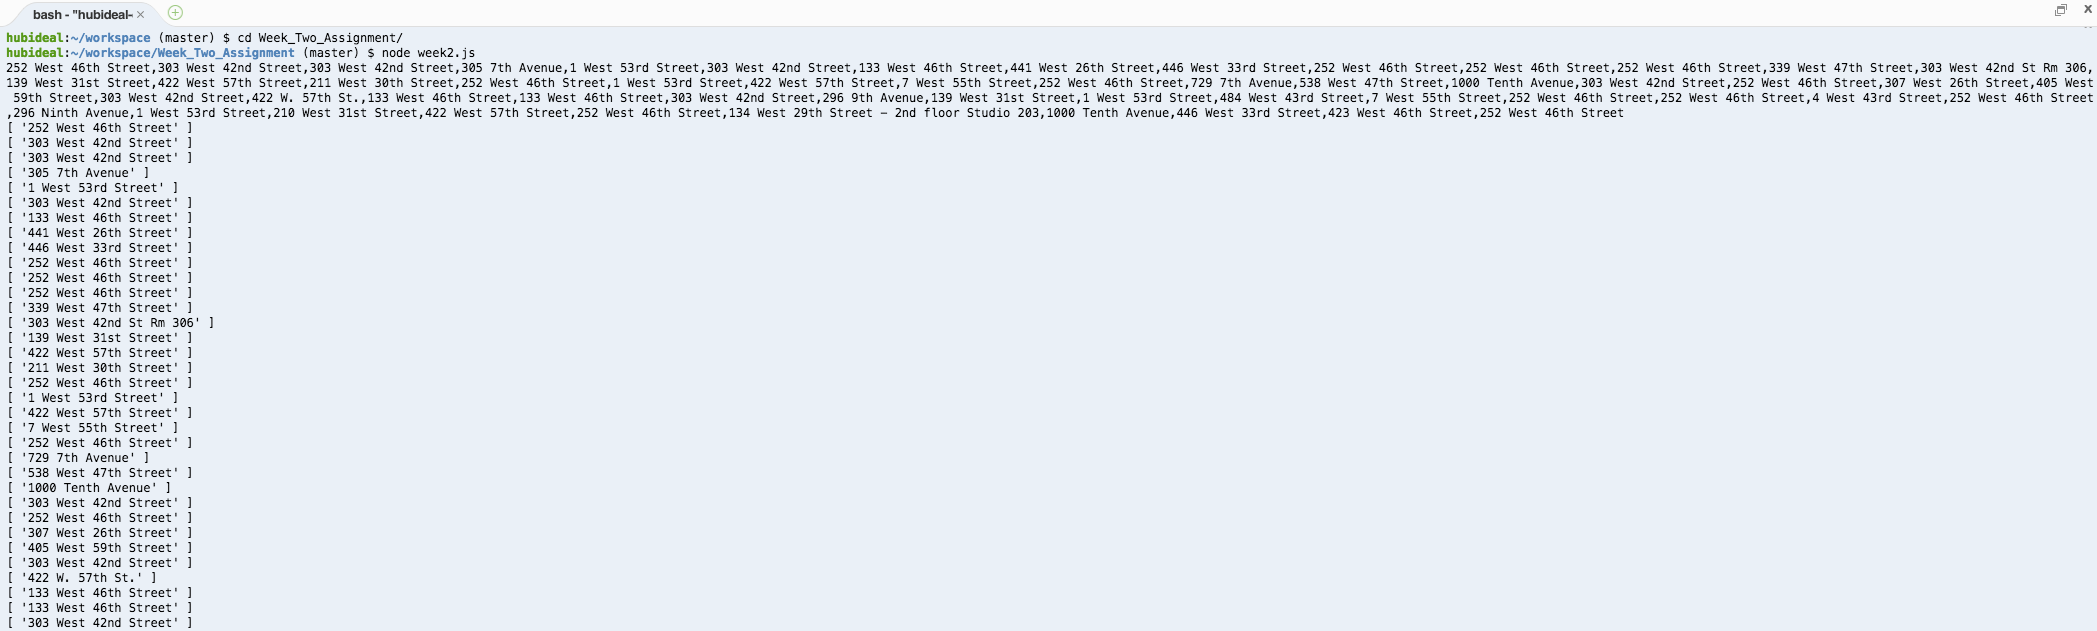 bash - "hubideal-
hubideal:~/workspace (master) $ cd Week_Two_Assignment/
hubideal:~/workspace/Week_Two_Assignment (master) $ node week2.js
252 West 46th Street,303 West 42nd Street,303 West 42nd Street,305 7th Avenue,1 West 53rd Street,303 West 42nd Street,133 West 46th Street,441 West 26th Street,446 West 33rd Street,252 West 46th Street,252 West 46th Street,252 West 46th Street,339 West 47th Street,303 West 42nd St Rm 306,
139 West 31st Street,422 West 57th Street,211 West 30th Street,252 West 46th Street,1 West 53rd Street,422 West 57th Street,7 West 55th Street,252 West 46th Street,729 7th Avenue,538 West 47th Street,1000 Tenth Avenue,303 West 42nd Street,252 West 46th Street,307 West 26th Street,405 West
59th Street,303 West 42nd Street,422 W. 57th St.,133 West 46th Street,133 West 46th Street,303 West 42nd Street,296 9th Avenue,139 West 31st Street,1 West 53rd Street,484 West 43rd Street,7 West 55th Street,252 West 46th Street,252 West 46th Street,4 West 43rd Street,252 West 46th Street
,296 Ninth Avenue,1 West 53rd Street,210 West 31st Street,422 West 57th Street,252 West 46th Street,134 West 29th Street – 2nd floor Studio 203,1000 Tenth Avenue,446 West 33rd Street,423 West 46th Street,252 West 46th Street
[ '252 West 46th Street' ]
[ '303 West 42nd Street' ]
[ '303 West 42nd Street' ]
[ '305 7th Avenue' ]
[ '1 West 53rd Street' ]
[ '303 West 42nd Street' ]
[ '133 West 46th Street' ]
[ '441 West 26th Street' ]
[ '446 West 33rd Street' ]
[ '252 West 46th Street' ]
[ '252 West 46th Street' ]
[ '252 West 46th Street' ]
[ '339 West 47th Street' ]
[ '303 West 42nd St Rm 306' ]
[ '139 West 31st Street' ]
[ '422 West 57th Street' ]
[ '211 West 30th Street' ]
[ '252 West 46th Street' ]
[ '1 West 53rd Street' ]
[ '422 West 57th Street' ]
[ '7 West 55th Street' ]
[ '252 West 46th Street' ]
[ '729 7th Avenue' ]
[ '538 West 47th Street' ]
[ '1000 Tenth Avenue' ]
[ '303 West 42nd Street' ]
[ '252 West 46th Street' ]
[ '307 West 26th Street' ]
[ '405 West 59th Street' ]
[ '303 West 42nd Street' ]
[ '422 W. 57th St.' ]
[ '133 West 46th Street' ]
[ '133 West 46th Street' ]
[ '303 West 42nd Street' ]